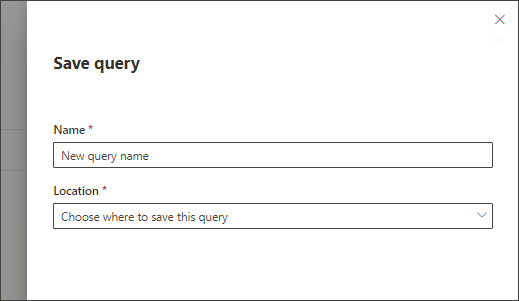 Save query
Name *
New query name
Location *
Choose where to save this query